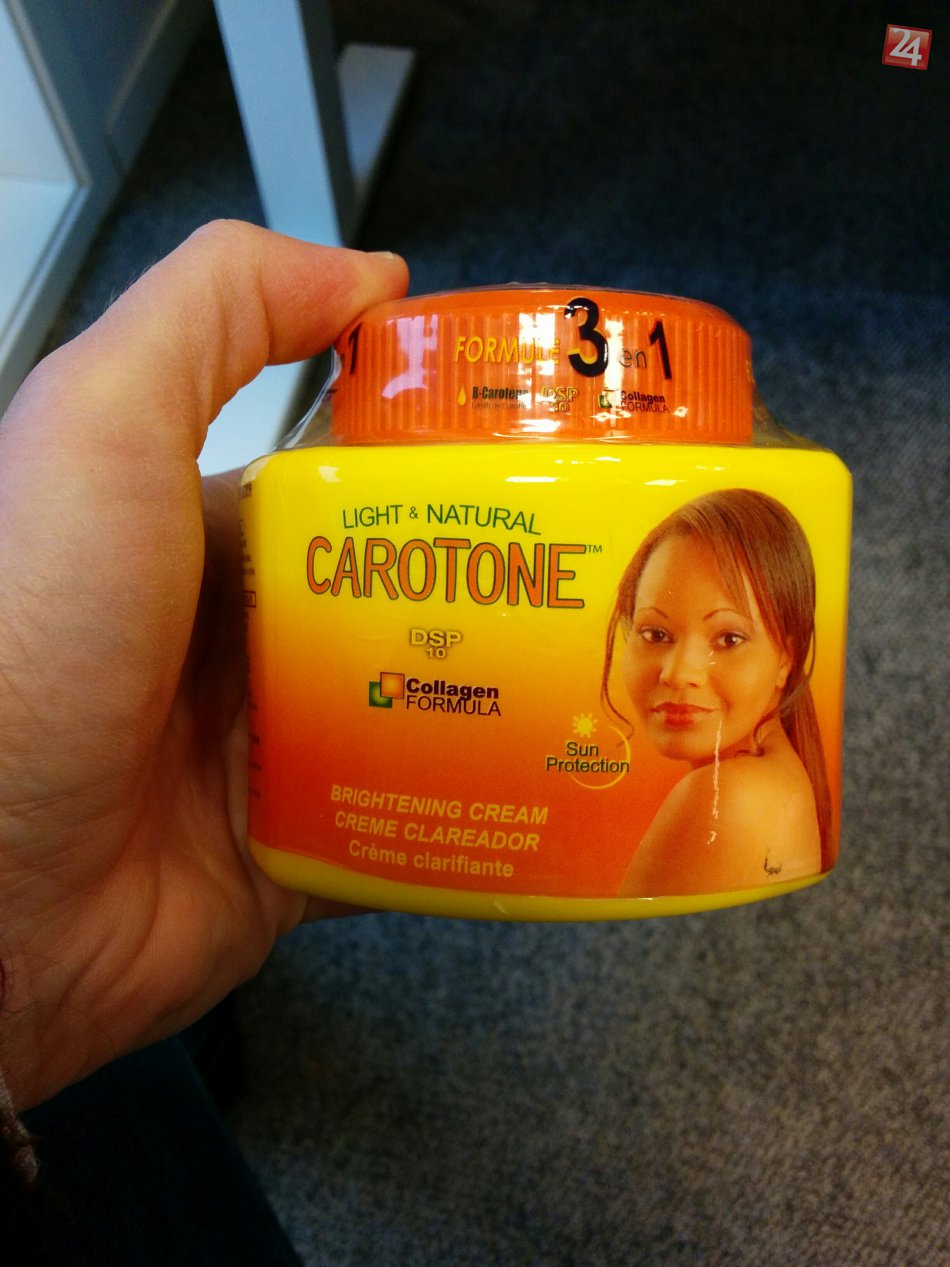 24
1
FORMULE 3 en 1
B-Carotene DSP 10 Collagen FORMULA
LIGHT & NATURAL
CAROTONE™
DSP
10
Collagen
FORMULA
Sun
Protection
BRIGHTENING CREAM
CREME CLAREADOR
Crème clarifiante